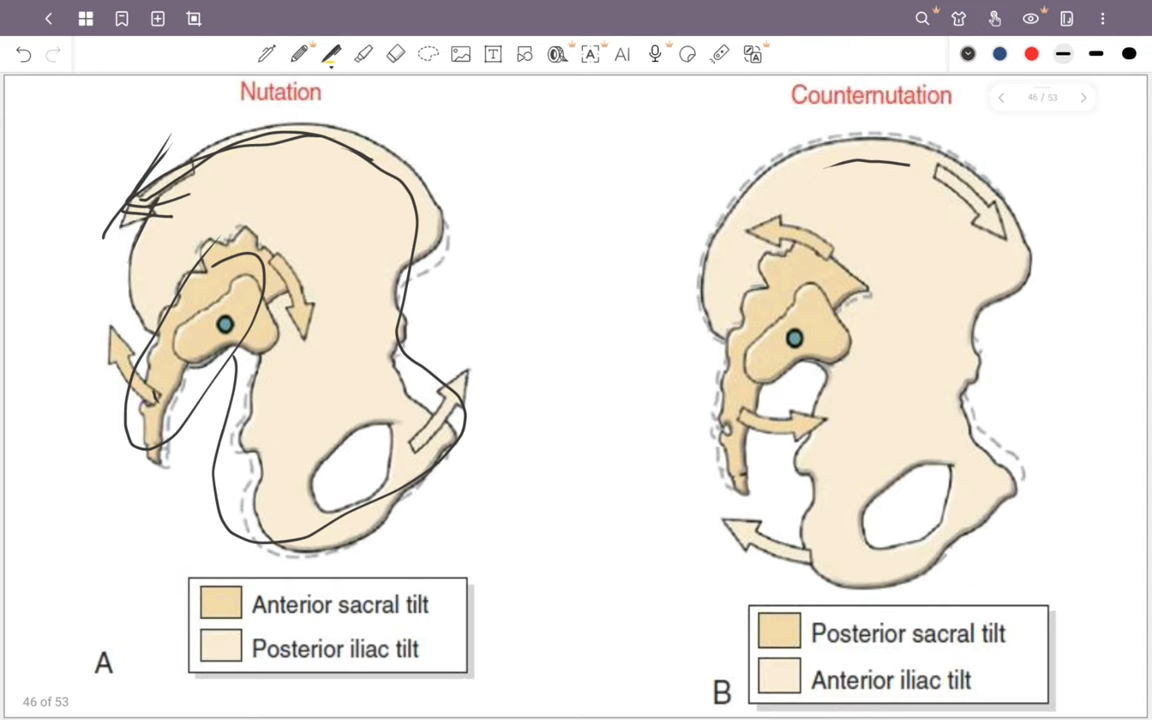 AI
Nutation
Counternutation
46 / 53
Anterior sacral tilt
Posterior iliac tilt
A
Posterior sacral tilt
Anterior iliac tilt
B
46 of 53